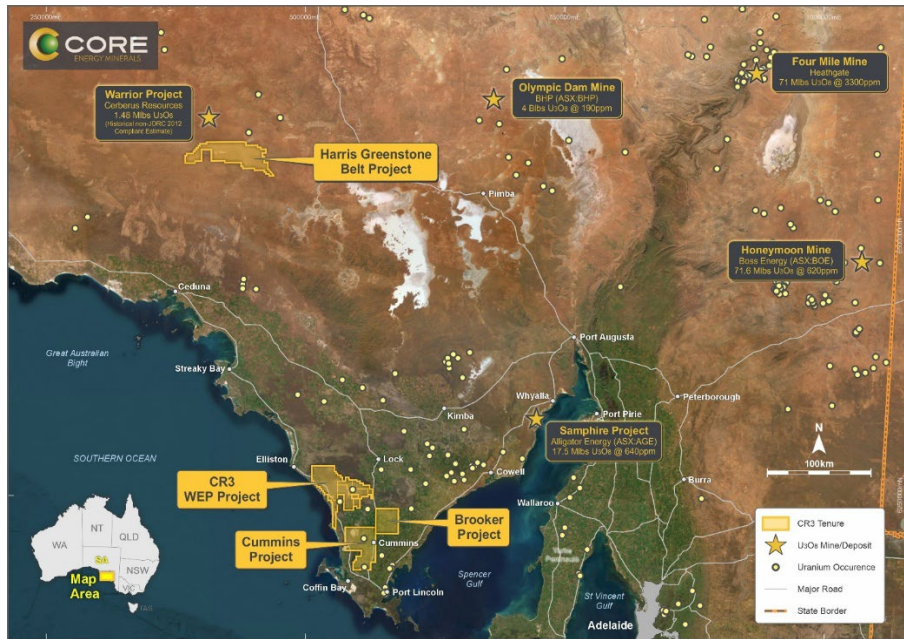 250000mE
500000mE
750000mE
1000000mE
CORE
ENERGY MINERALS
Warrior Project
Cerberus Resources
1.46 Mlbs U3O8
(Historical non-JORC 2012
Compliant Estimate)
Olympic Dam Mine
BHP (ASX:BHP)
4 Blbs U3O8 @ 190ppm
Four Mile Mine
Heathgate
71 Mlbs U3O8 @ 3300ppm
Harris Greenstone
Belt Project
Pimba
Honeymoon Mine
Boss Energy (ASX:BOE)
71.6 Mlbs U3O8 @ 620ppm
Ceduna
Great Australian
Bight
Streaky Bay
Port Augusta
Whyalla
Peterborough
Kimba
Port Pirie
Samphire Project
Alligator Energy (ASX:AGE)
17.5 Mlbs U3O8 @ 640ppm
N
100km
SOUTHERN OCEAN
Elliston
Lock
Cowell
Burra
CR3
WEP Project
Wallaroo
Brooker
Project
Cummins
Project
Cummins
Coffin Bay
Port Lincoln
Spencer
Gulf
St Vincent
Gulf
Adelaide
WA
NT
QLD
SA
NSW
VIC
TAS
Map
Area
CR3 Tenure
U3O8 Mine/Deposit
Uranium Occurence
Major Road
State Border